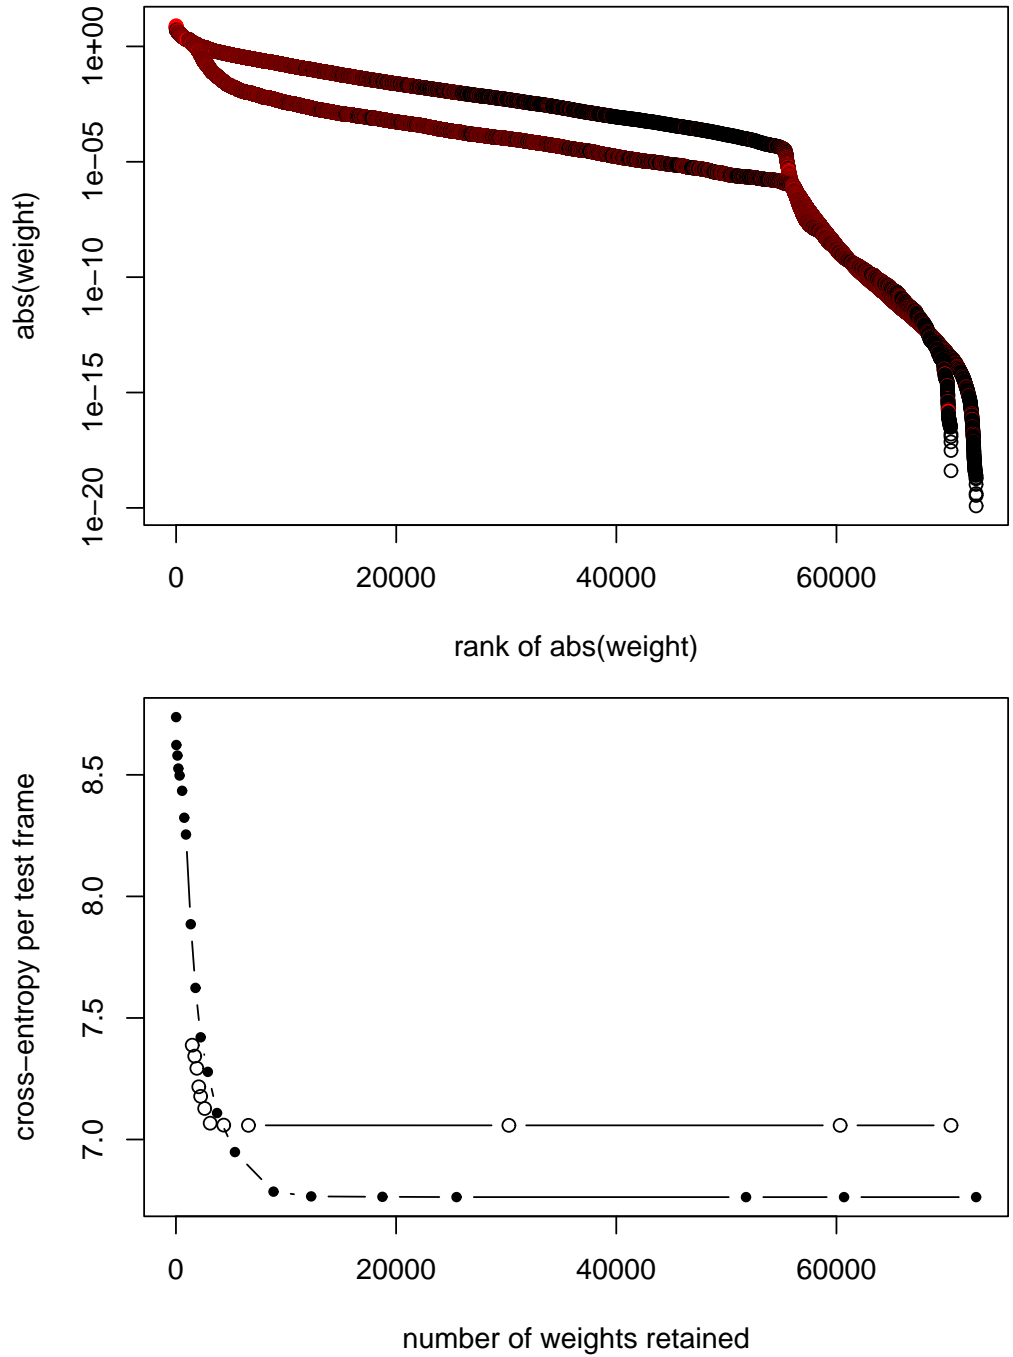 1e+00
1e−05
1e−10
1e−15
1e−20
abs(weight)
0 20000 40000 60000
rank of abs(weight)
8.5
8.0
7.5
7.0
cross−entropy per test frame
0 20000 40000 60000
number of weights retained